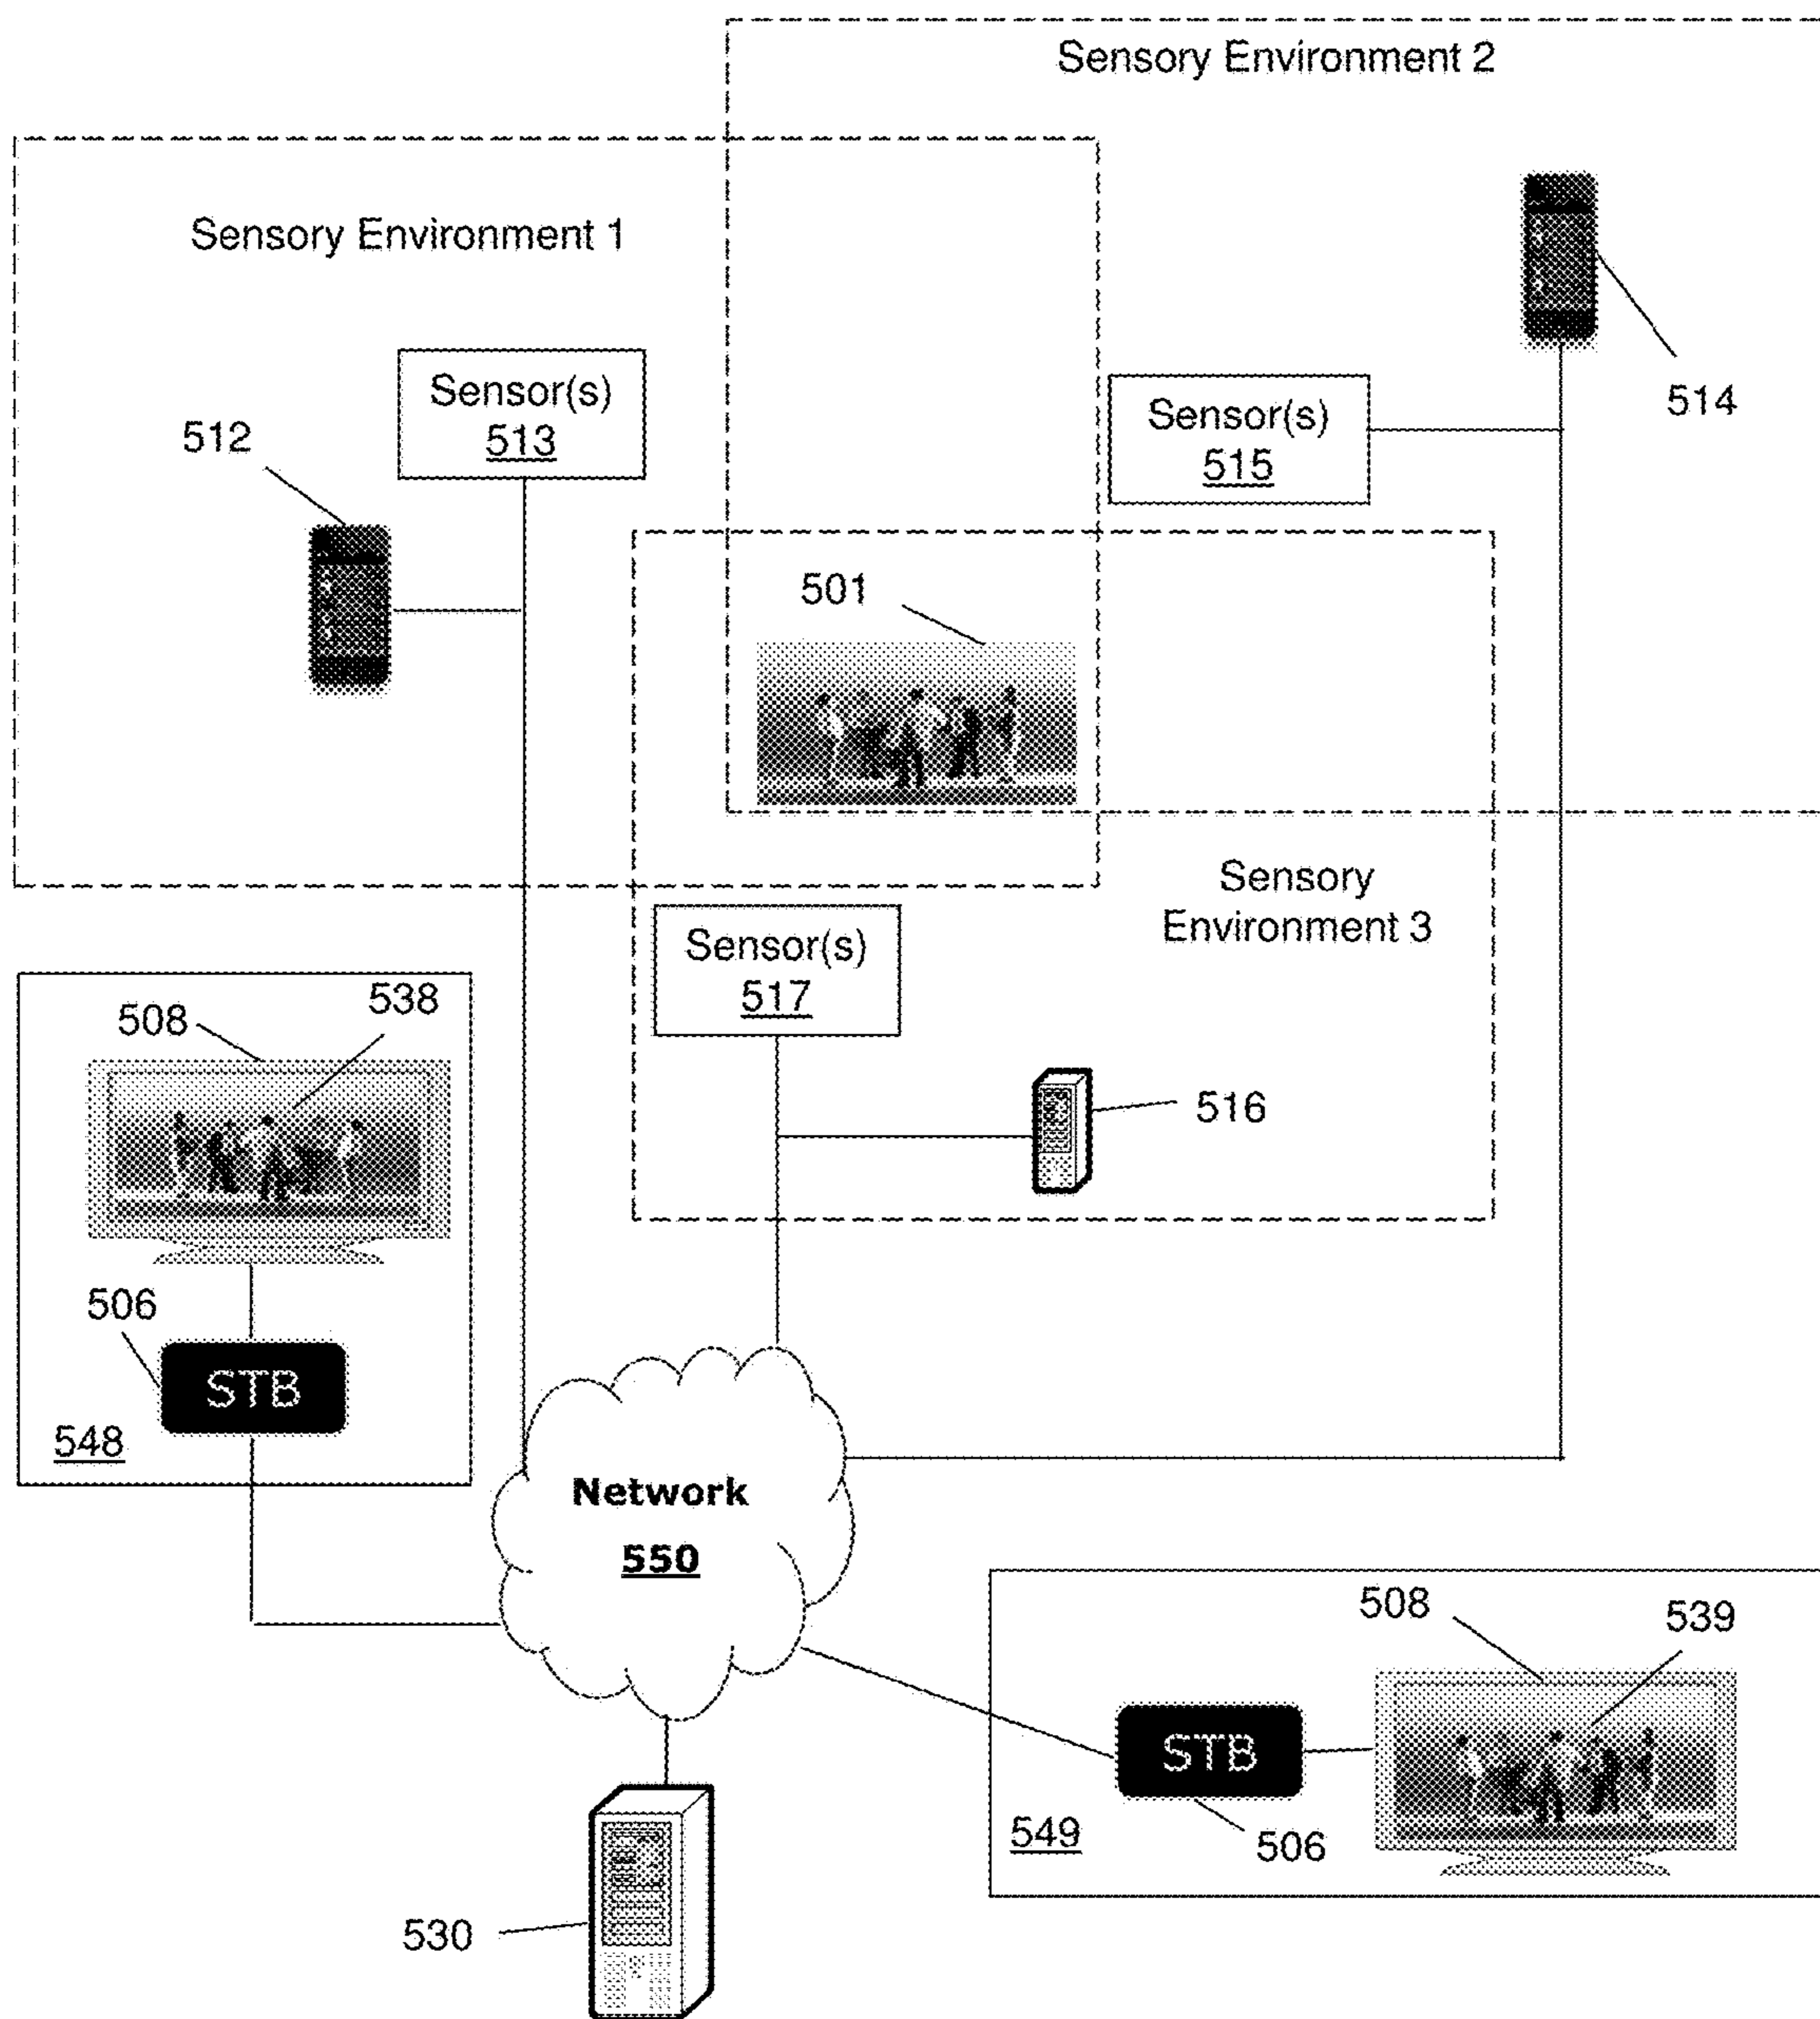 Sensory Environment 2
Sensory Environment 1
Sensor(s)
513
512
Sensor(s)
515
514
501
Sensory
Environment 3
Sensor(s)
517
516
508
538
506
STB
548
Network
550
508
539
STB
549
506
530